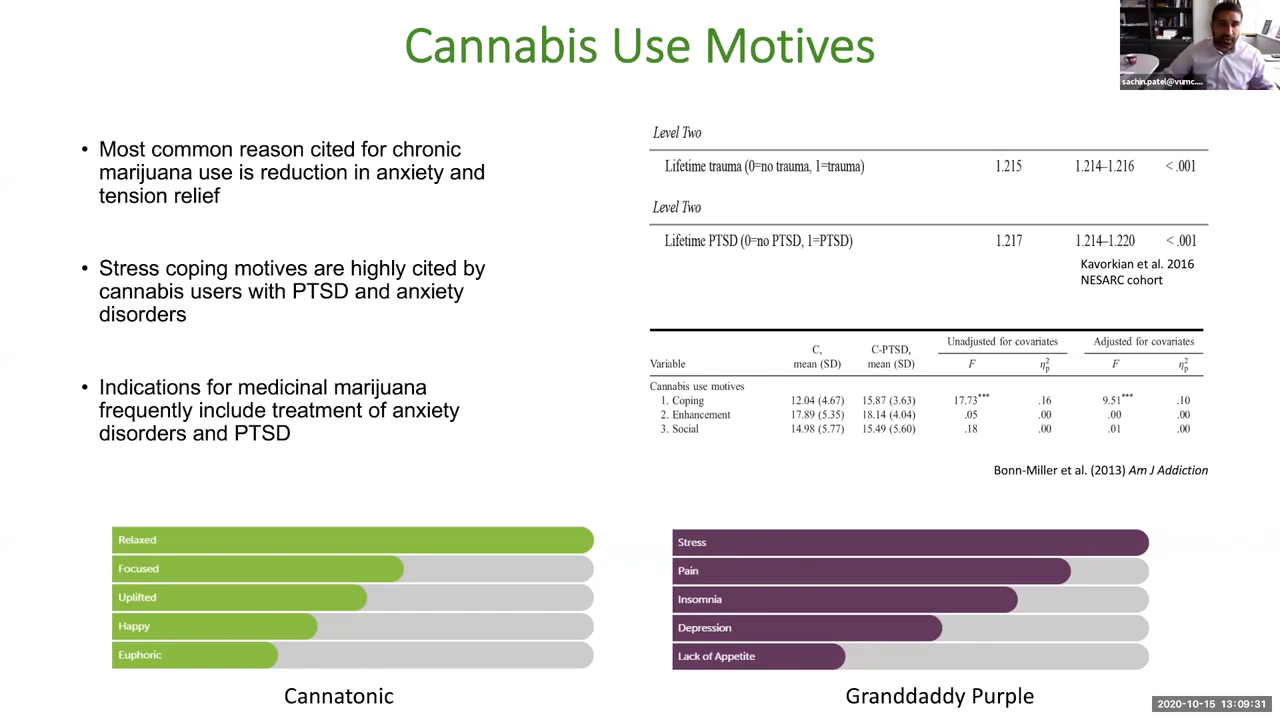 Cannabis Use Motives
sachin.patel@vumc....
• Most common reason cited for chronic
marijuana use is reduction in anxiety and
tension relief
• Stress coping motives are highly cited by
cannabis users with PTSD and anxiety
disorders
• Indications for medicinal marijuana
frequently include treatment of anxiety
disorders and PTSD
Level Two
Lifetime trauma (0=no trauma, 1=trauma) 1.215 1.214–1.216 < .001
Level Two
Lifetime PTSD (0=no PTSD, 1=PTSD) 1.217 1.214–1.220 < .001
Kavorkian et al. 2016
NESARC cohort
Unadjusted for covariates Adjusted for covariates
C, C-PTSD,
Variable mean (SD) mean (SD) F η²p F η²p
Cannabis use motives
1. Coping 12.04 (4.67) 15.87 (3.63) 17.73*** .16 9.51*** .10
2. Enhancement 17.89 (5.35) 18.14 (4.04) .05 .00 .00 .00
3. Social 14.98 (5.77) 15.49 (5.60) .18 .00 .01 .00
Bonn-Miller et al. (2013) Am J Addiction
Relaxed
Focused
Uplifted
Happy
Euphoric
Cannatonic
Stress
Pain
Insomnia
Depression
Lack of Appetite
Granddaddy Purple
2020-10-15 13:09:31